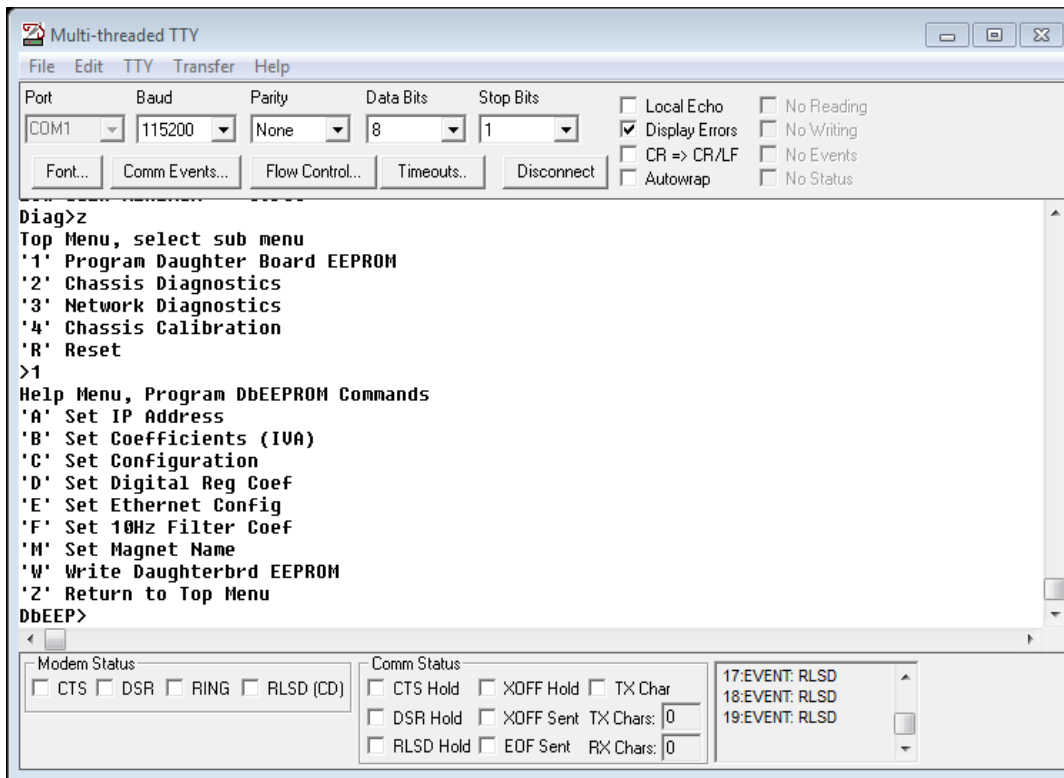 Multi-threaded TTY
File Edit TTY Transfer Help
Port Baud Parity Data Bits Stop Bits
COM1 115200 None 8 1
Local Echo No Reading
Display Errors No Writing
CR => CR/LF No Events
Autowrap No Status
Font... Comm Events... Flow Control... Timeouts.. Disconnect
Diag>z
Top Menu, select sub menu
'1' Program Daughter Board EEPROM
'2' Chassis Diagnostics
'3' Network Diagnostics
'4' Chassis Calibration
'R' Reset
>1
Help Menu, Program DbEEPROM Commands
'A' Set IP Address
'B' Set Coefficients (IVA)
'C' Set Configuration
'D' Set Digital Reg Coef
'E' Set Ethernet Config
'F' Set 10Hz Filter Coef
'M' Set Magnet Name
'W' Write Daughterbrd EEPROM
'Z' Return to Top Menu
DbEEP>
Modem Status
CTS DSR RING RLSD (CD)
Comm Status
CTS Hold XOFF Hold TX Char
DSR Hold XOFF Sent TX Chars: 0
RLSD Hold EOF Sent RX Chars: 0
17:EVENT: RLSD
18:EVENT: RLSD
19:EVENT: RLSD